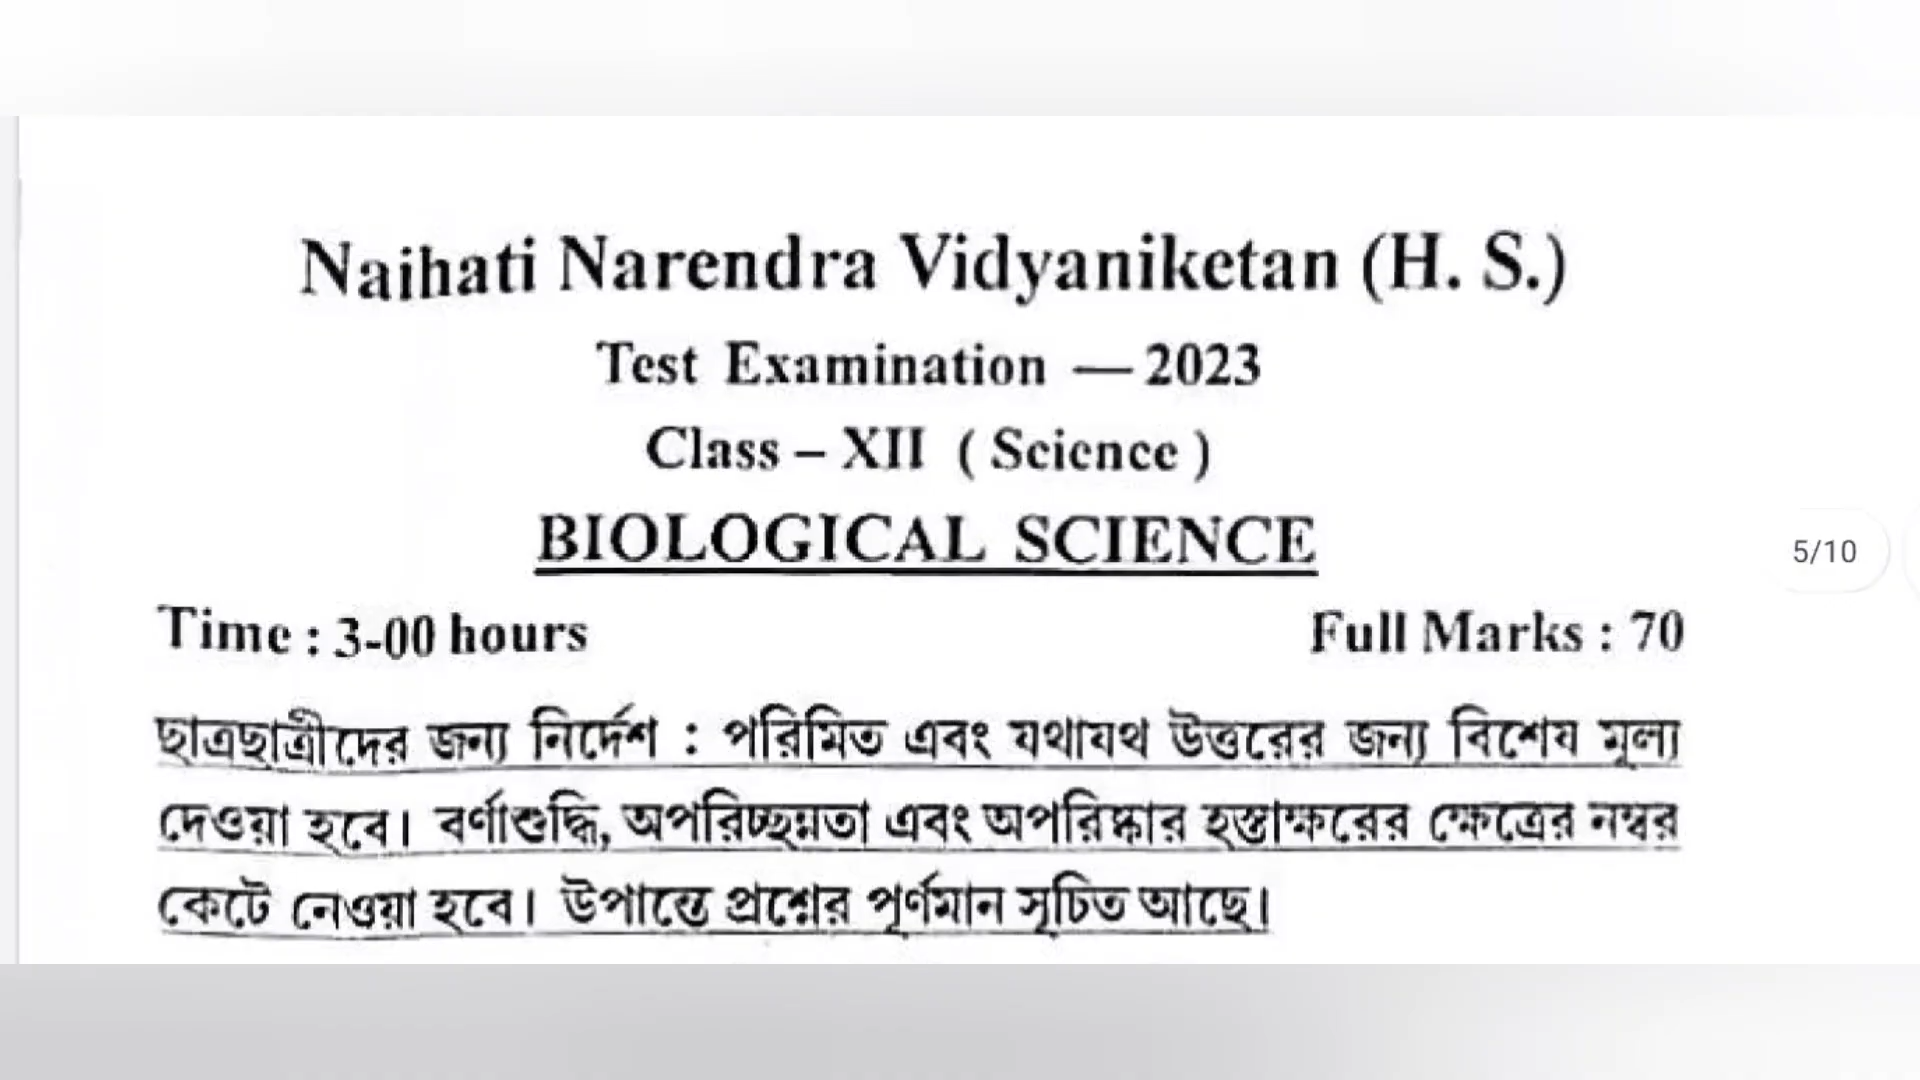 Naihati Narendra Vidyaniketan (H. S.)
Test Examination — 2023
Class – XII ( Science )
BIOLOGICAL SCIENCE
5/10
Time : 3-00 hours Full Marks : 70
ছাত্রছাত্রীদের জন্য নির্দেশ : পরিমিত এবং যথাযথ উত্তরের জন্য বিশেষ মূল্য
দেওয়া হবে। বর্ণাশুদ্ধি, অপরিচ্ছন্নতা এবং অপরিষ্কার হস্তাক্ষরের ক্ষেত্রের নম্বর
কেটে নেওয়া হবে। উপান্তে প্রশ্নের পূর্ণমান সূচিত আছে।